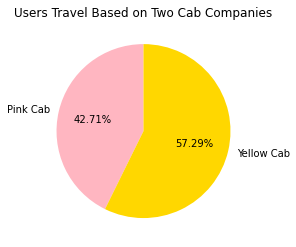 Users Travel Based on Two Cab Companies
Pink Cab
42.71%
57.29%
Yellow Cab